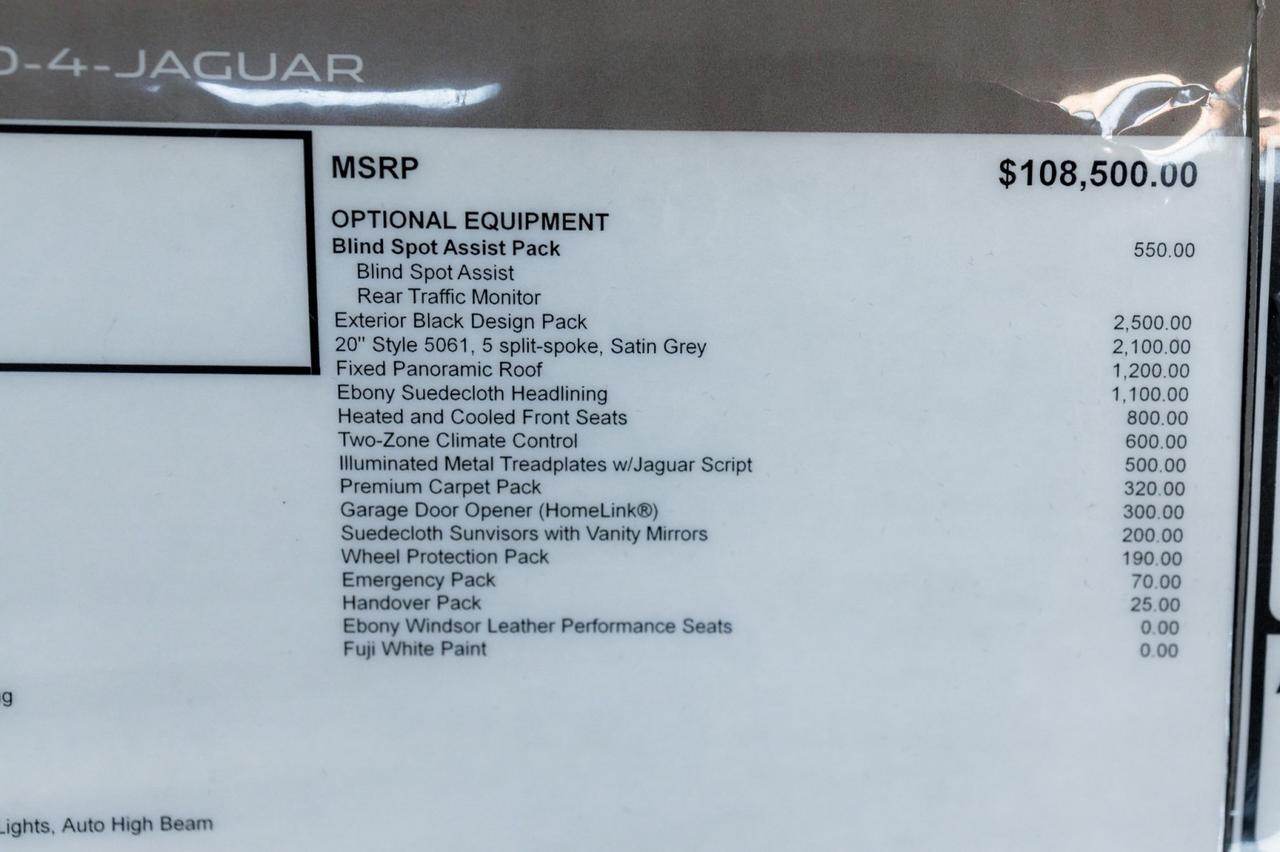 D-4-JAGUAR
MSRP $108,500.00
OPTIONAL EQUIPMENT
Blind Spot Assist Pack 550.00
Blind Spot Assist
Rear Traffic Monitor
Exterior Black Design Pack 2,500.00
20" Style 5061, 5 split-spoke, Satin Grey 2,100.00
Fixed Panoramic Roof 1,200.00
Ebony Suedecloth Headlining 1,100.00
Heated and Cooled Front Seats 800.00
Two-Zone Climate Control 600.00
Illuminated Metal Treadplates w/Jaguar Script 500.00
Premium Carpet Pack 320.00
Garage Door Opener (HomeLink®) 300.00
Suedecloth Sunvisors with Vanity Mirrors 200.00
Wheel Protection Pack 190.00
Emergency Pack 70.00
Handover Pack 25.00
Ebony Windsor Leather Performance Seats 0.00
Fuji White Paint 0.00
Lights, Auto High Beam